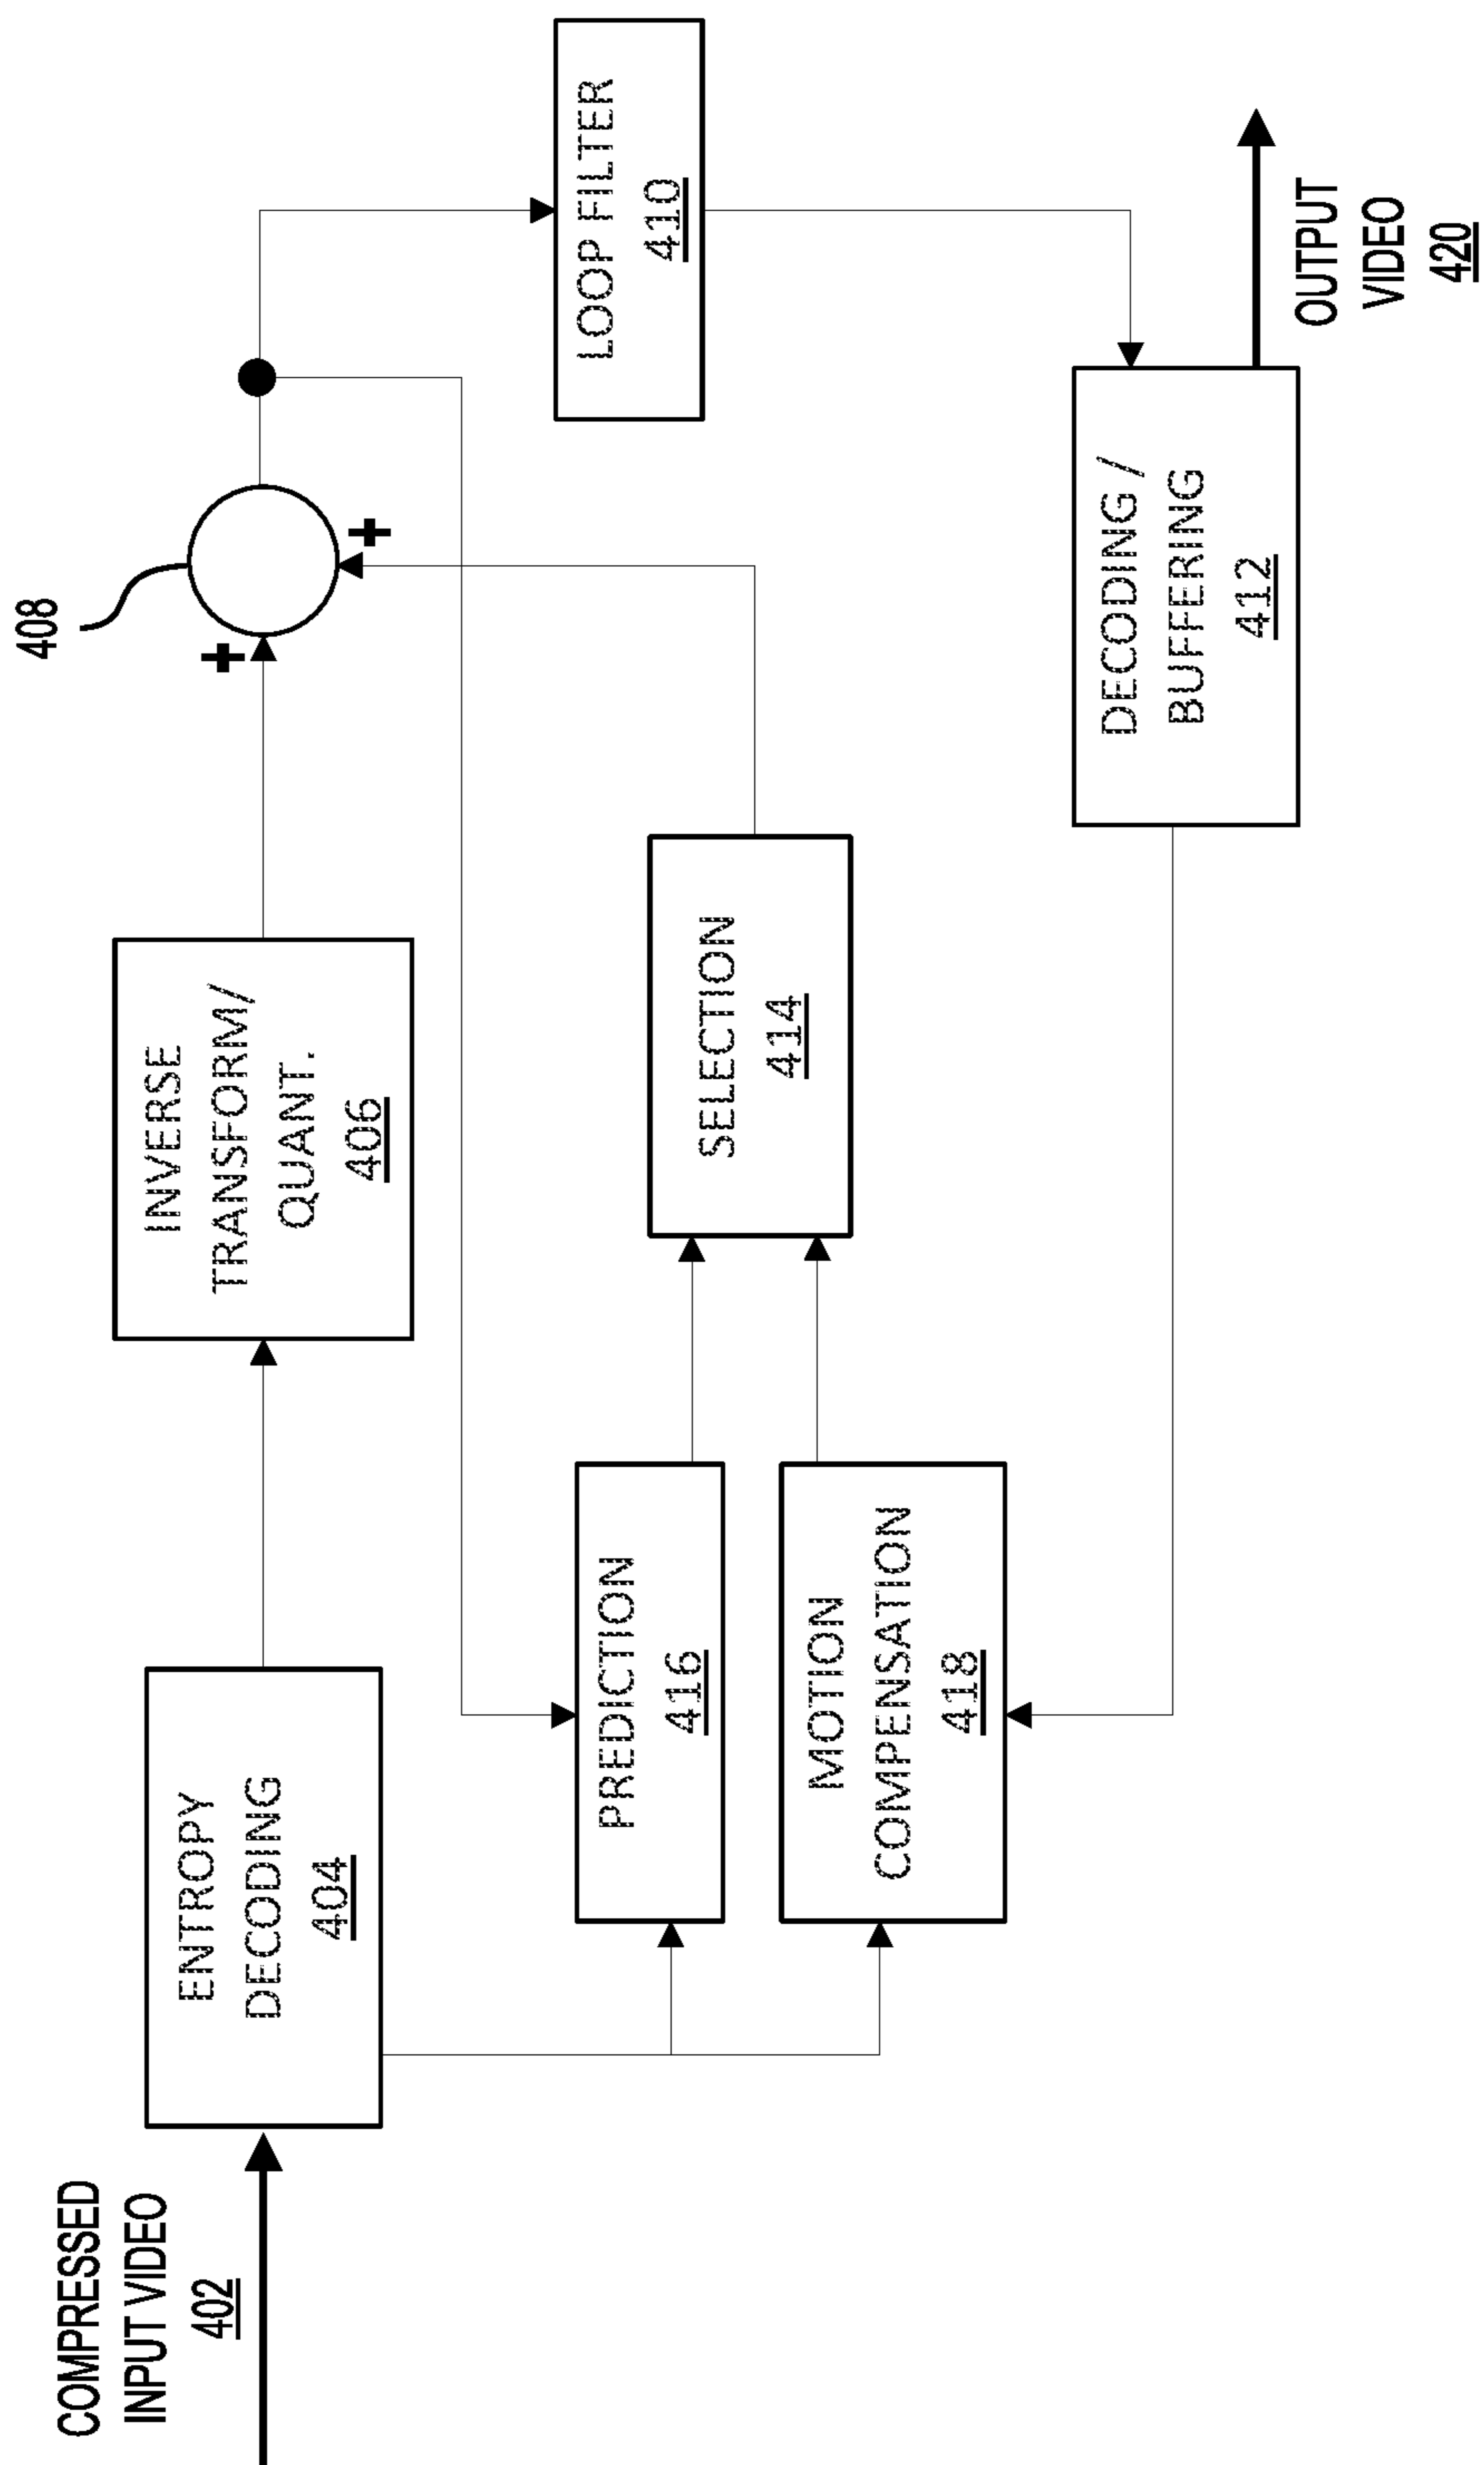 COMPRESSED
INPUT VIDEO
402
ENTROPY
DECODING
404
INVERSE
TRANSFORM/
QUANT.
406
408
+
+
PREDICTION
416
MOTION
COMPENSATION
418
SELECTION
414
LOOP FILTER
410
DECODING /
BUFFERING
412
OUTPUT
VIDEO
420